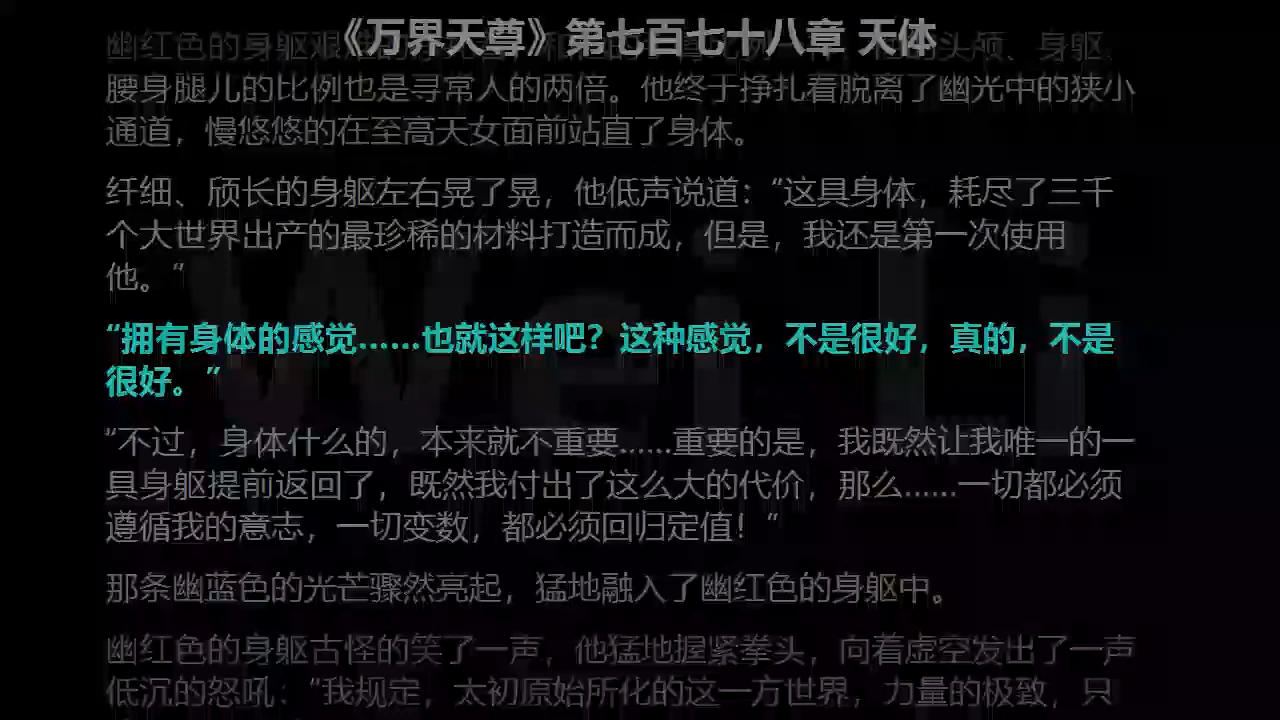 《万界天尊》第七百七十八章 天体
幽红色的身躯艰难的
头颅、身躯、
腰身腿儿的比例也是寻常人的两倍。他终于挣扎着脱离了幽光中的狭小
通道，慢悠悠的在至高天女面前站直了身体。
纤细、颀长的身躯左右晃了晃，他低声说道：“这具身体，耗尽了三千
个大世界出产的最珍稀的材料打造而成，但是，我还是第一次使用
他。”
“拥有身体的感觉……也就这样吧？这种感觉，不是很好，真的，不是
很好。”
“不过，身体什么的，本来就不重要……重要的是，我既然让我唯一的一
具身躯提前返回了，既然我付出了这么大的代价，那么……一切都必须
遵循我的意志，一切变数，都必须回归定值！”
那条幽蓝色的光芒骤然亮起，猛地融入了幽红色的身躯中。
幽红色的身躯古怪的笑了一声，他猛地握紧拳头，向着虚空发出了一声
低沉的怒吼：“我规定，太初原始所化的这一方世界，力量的极致，只
Wei Li